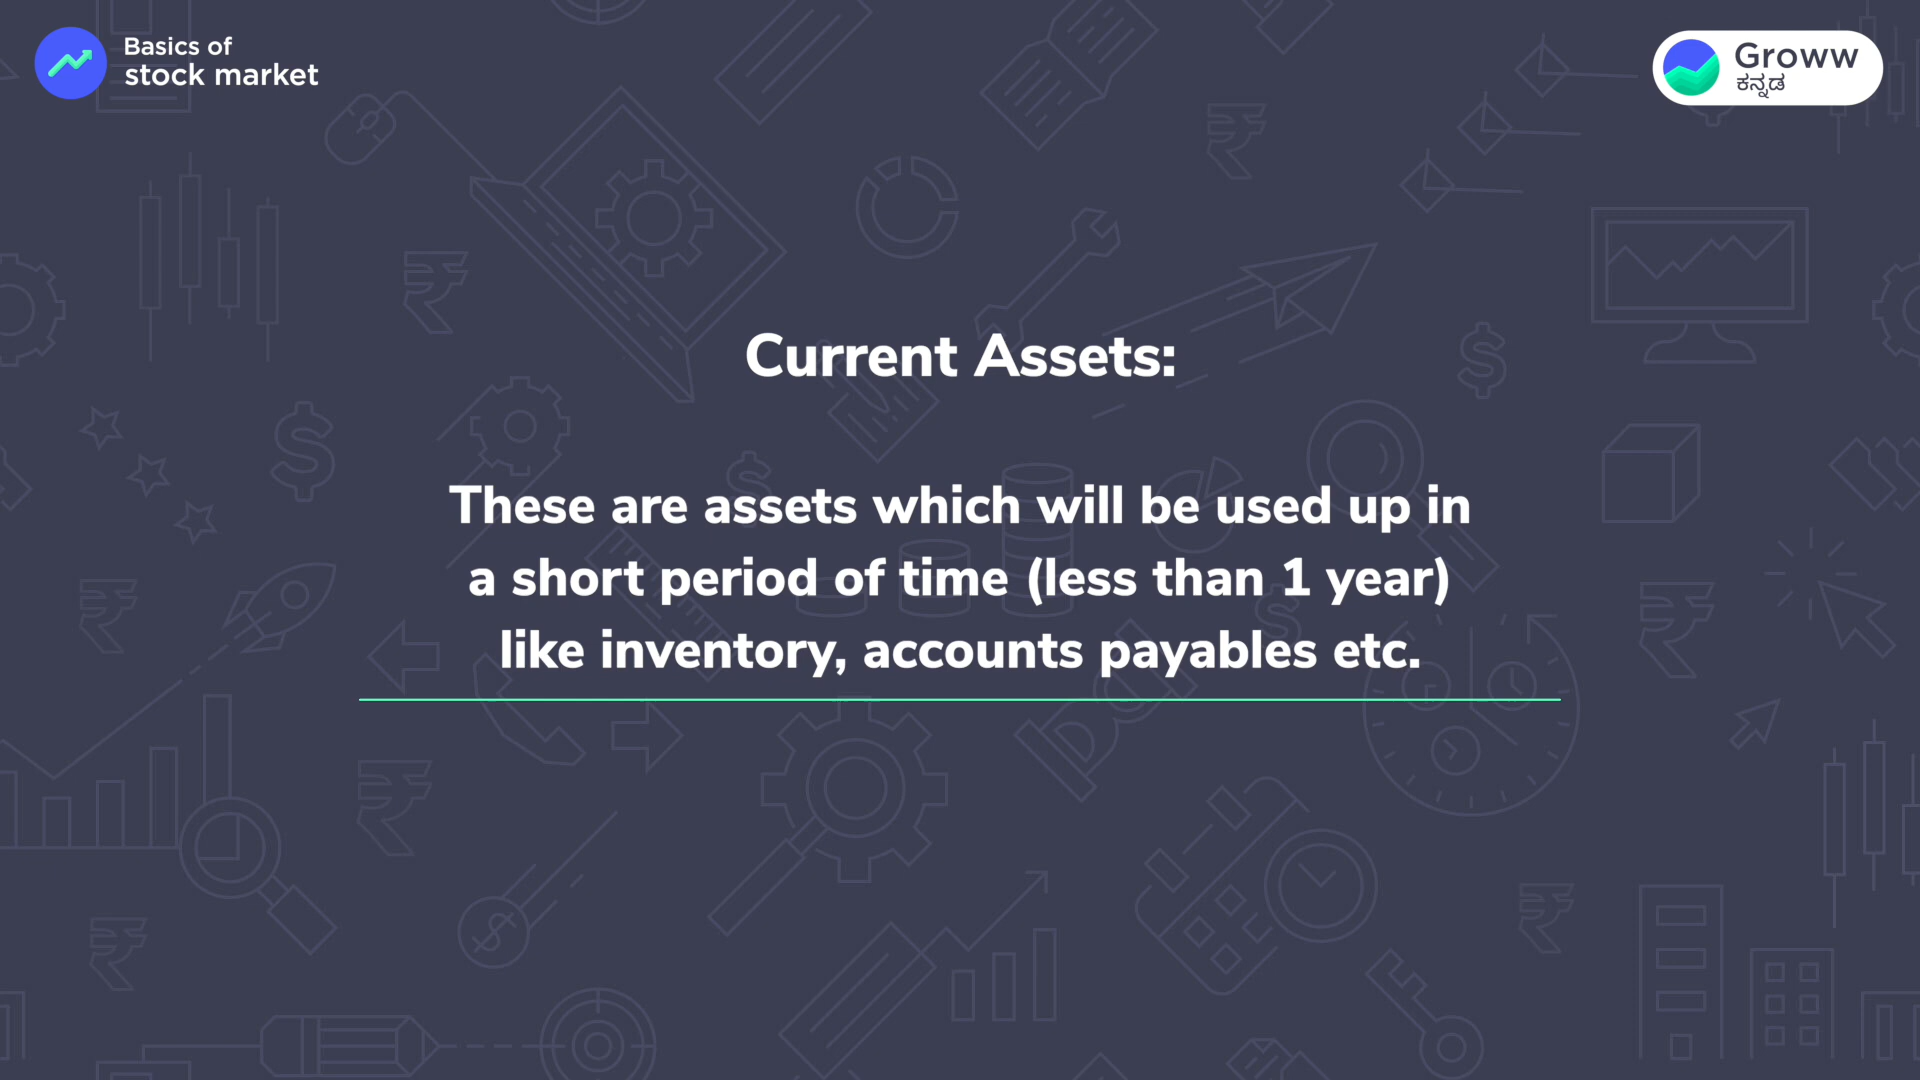 Basics of
stock market
Groww
ಕನ್ನಡ
Current Assets:
These are assets which will be used up in
a short period of time (less than 1 year)
like inventory, accounts payables etc.